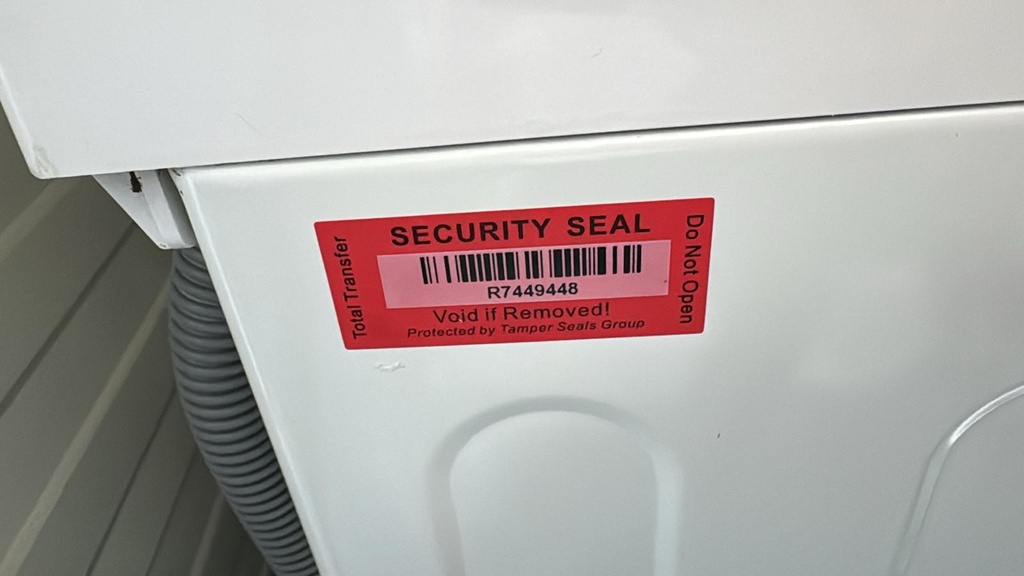 SECURITY SEAL
Total Transfer
R7449448
Do Not Open
Void if Removed!
Protected by Tamper Seals Group